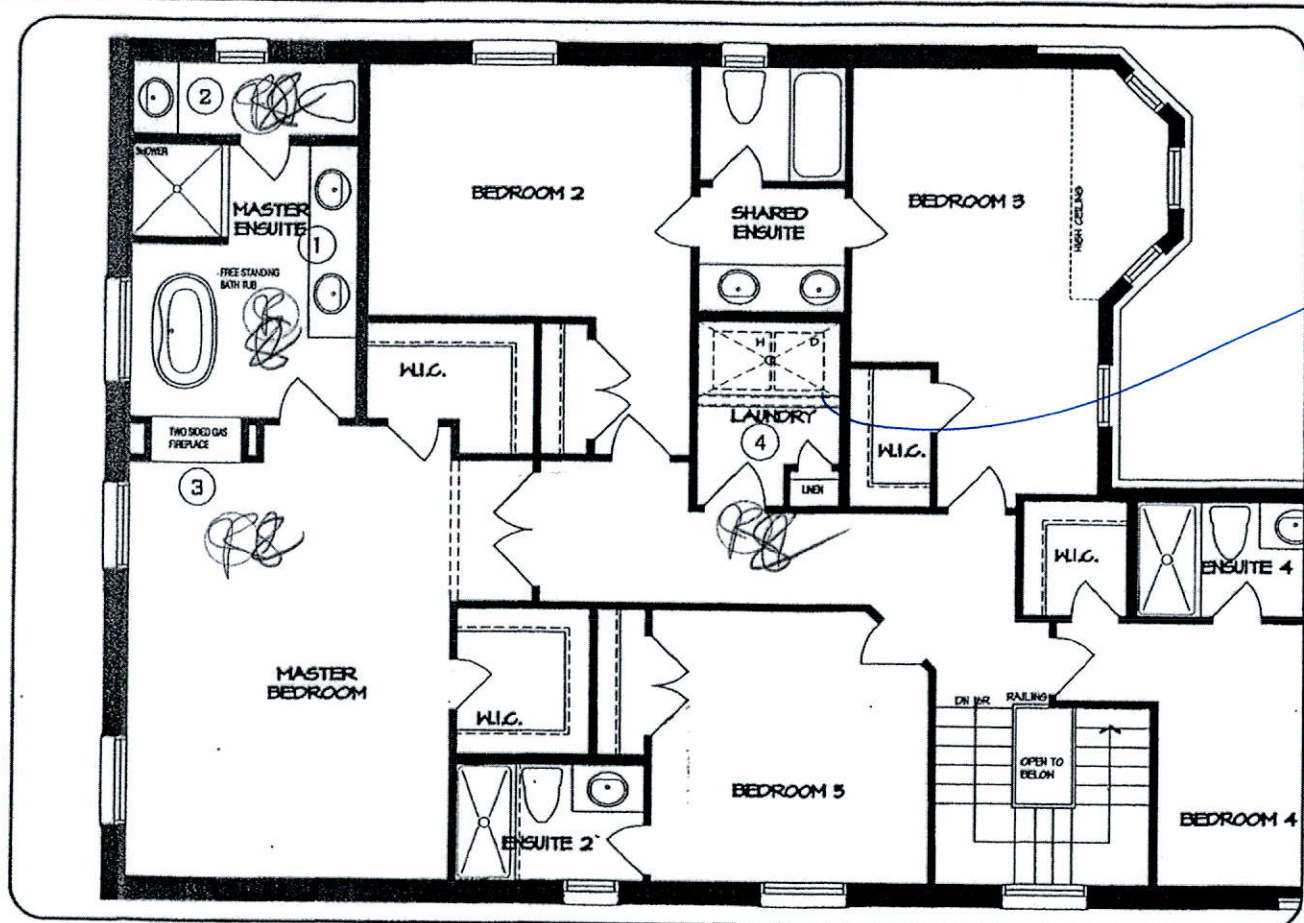 2
SHOWER
MASTER
ENSUITE
1
FREE STANDING
BATH TUB
BEDROOM 2
SHARED
ENSUITE
BEDROOM 3
HIGH CEILING
W.I.C.
D
LAUNDRY
4
LINEN
W.I.C.
TWO SIDED GAS
FIREPLACE
3
W.I.C.
ENSUITE 4
MASTER
BEDROOM
W.I.C.
ENSUITE 2
BEDROOM 5
RAILING
OPEN TO
BELOW
BEDROOM 4